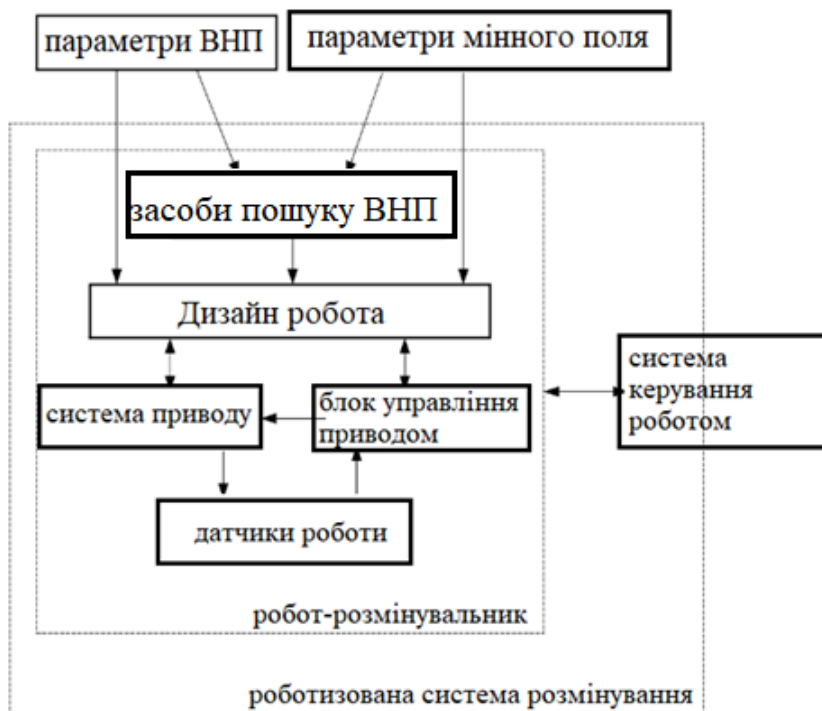 параметри ВНП
параметри мінного поля
засоби пошуку ВНП
Дизайн робота
система
керування
роботом
система приводу
блок управління
приводом
датчики роботи
робот-розмінувальник
роботизована система розмінування